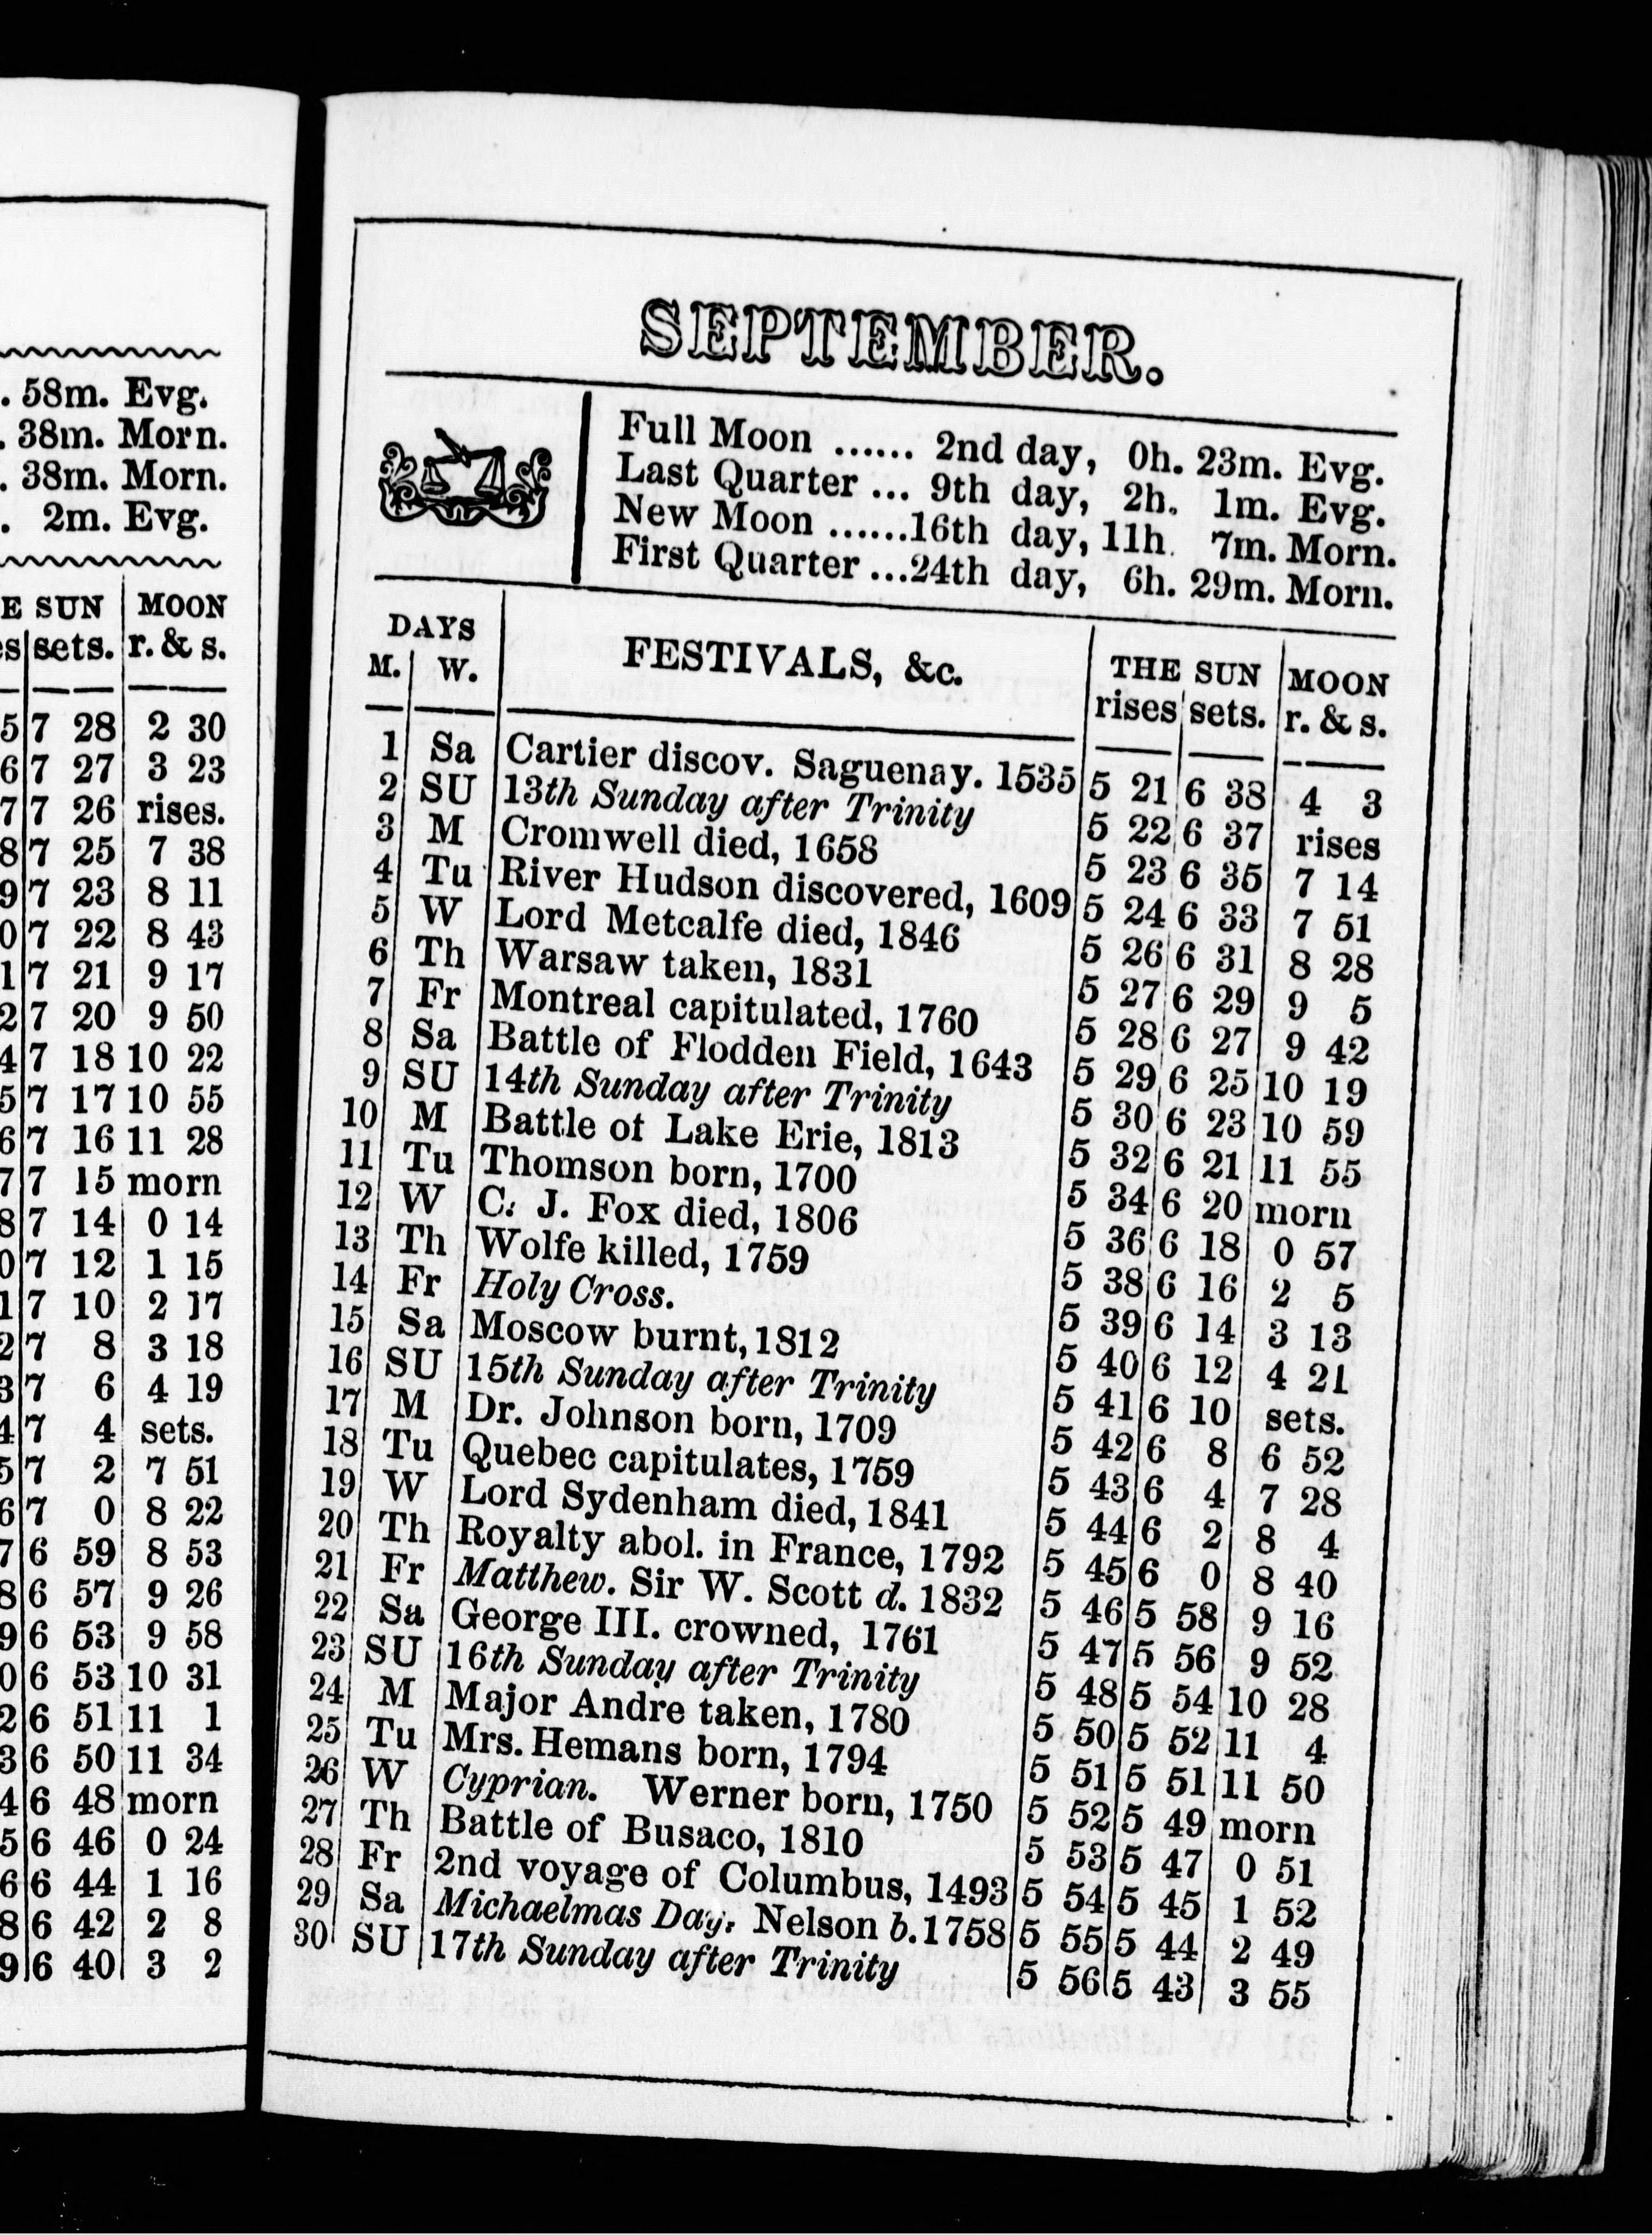 . 58m. Evg.
. 38m. Morn.
. 38m. Morn.
. 2m. Evg.
E SUN MOON
es sets. r. & s.
5 7 28 2 30
6 7 27 3 23
7 7 26 rises.
8 7 25 7 38
9 7 23 8 11
0 7 22 8 43
1 7 21 9 17
2 7 20 9 50
4 7 18 10 22
5 7 17 10 55
6 7 16 11 28
7 7 15 morn
8 7 14 0 14
0 7 12 1 15
1 7 10 2 17
2 7 8 3 18
3 7 6 4 19
4 7 4 sets.
5 7 2 7 51
6 7 0 8 22
7 6 59 8 53
8 6 57 9 26
9 6 53 9 58
0 6 53 10 31
2 6 51 11 1
3 6 50 11 34
4 6 48 morn
5 6 46 0 24
6 6 44 1 16
8 6 42 2 8
9 6 40 3 2
SEPTEMBER.
Full Moon ...... 2nd day, 0h. 23m. Evg.
Last Quarter ... 9th day, 2h. 1m. Evg.
New Moon ......16th day, 11h. 7m. Morn.
First Quarter ...24th day, 6h. 29m. Morn.
DAYS FESTIVALS, &c. THE SUN MOON
M. W. rises sets. r. & s.
1 Sa Cartier discov. Saguenay. 1535 5 21 6 38 4 3
2 SU 13th Sunday after Trinity 5 22 6 37 rises
3 M Cromwell died, 1658 5 23 6 35 7 14
4 Tu River Hudson discovered, 1609 5 24 6 33 7 51
5 W Lord Metcalfe died, 1846 5 26 6 31 8 28
6 Th Warsaw taken, 1831 5 27 6 29 9 5
7 Fr Montreal capitulated, 1760 5 28 6 27 9 42
8 Sa Battle of Flodden Field, 1643 5 29 6 25 10 19
9 SU 14th Sunday after Trinity 5 30 6 23 10 59
10 M Battle of Lake Erie, 1813 5 32 6 21 11 55
11 Tu Thomson born, 1700 5 34 6 20 morn
12 W C. J. Fox died, 1806 5 36 6 18 0 57
13 Th Wolfe killed, 1759 5 38 6 16 2 5
14 Fr Holy Cross. 5 39 6 14 3 13
15 Sa Moscow burnt, 1812 5 40 6 12 4 21
16 SU 15th Sunday after Trinity 5 41 6 10 sets.
17 M Dr. Johnson born, 1709 5 42 6 8 6 52
18 Tu Quebec capitulates, 1759 5 43 6 4 7 28
19 W Lord Sydenham died, 1841 5 44 6 2 8 4
20 Th Royalty abol. in France, 1792 5 45 6 0 8 40
21 Fr Matthew. Sir W. Scott d. 1832 5 46 5 58 9 16
22 Sa George III. crowned, 1761 5 47 5 56 9 52
23 SU 16th Sunday after Trinity 5 48 5 54 10 28
24 M Major Andre taken, 1780 5 50 5 52 11 4
25 Tu Mrs. Hemans born, 1794 5 51 5 51 11 50
26 W Cyprian. Werner born, 1750 5 52 5 49 morn
27 Th Battle of Busaco, 1810 5 53 5 47 0 51
28 Fr 2nd voyage of Columbus, 1493 5 54 5 45 1 52
29 Sa Michaelmas Day. Nelson b. 1758 5 55 5 44 2 49
30 SU 17th Sunday after Trinity 5 56 5 43 3 55